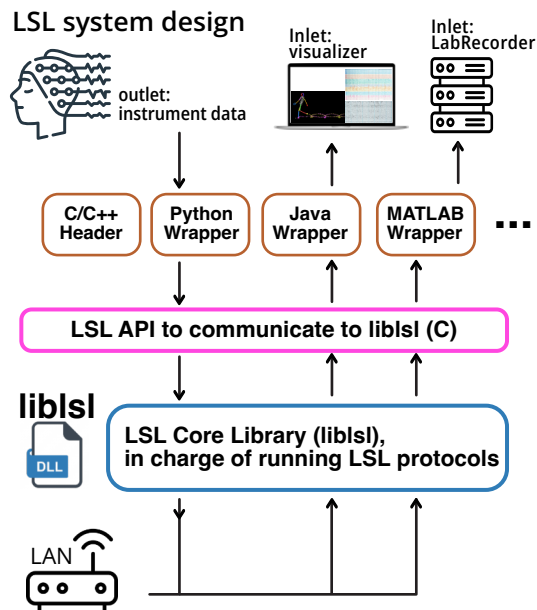 LSL system design
Inlet:
visualizer
Inlet:
LabRecorder
outlet:
instrument data
C/C++
Header
Python
Wrapper
Java
Wrapper
MATLAB
Wrapper
...
LSL API to communicate to liblsl (C)
liblsl
DLL
LSL Core Library (liblsl),
in charge of running LSL protocols
LAN